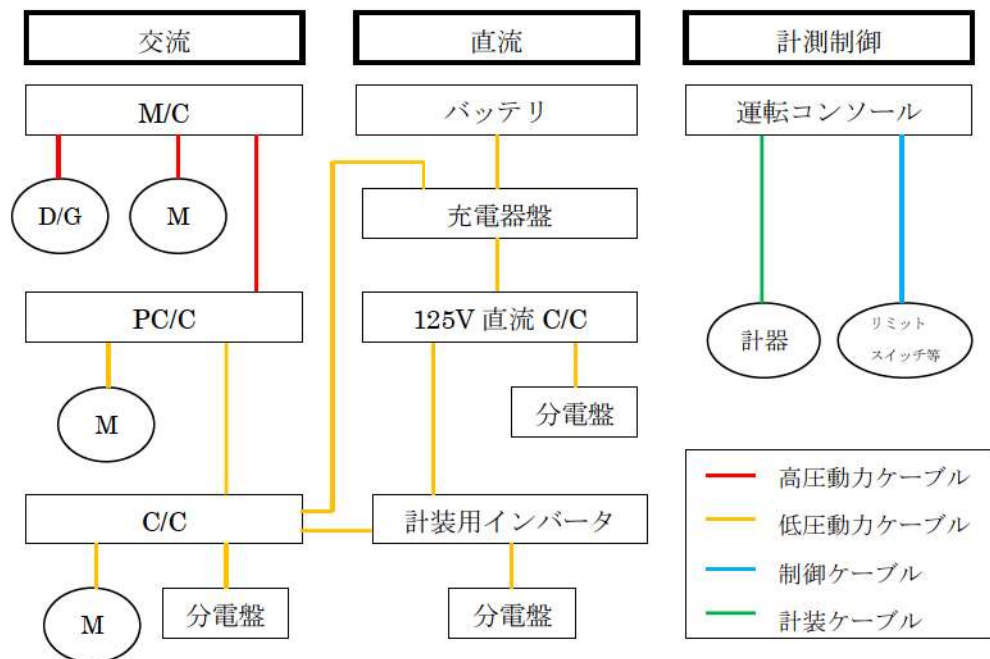 交流
直流
計測制御
M/C
バッテリ
運転コンソール
D/G
M
充電器盤
PC/C
125V 直流 C/C
計器
リミット
スイッチ等
M
分電盤
C/C
計装用インバータ
M
分電盤
分電盤
高圧動力ケーブル
低圧動力ケーブル
制御ケーブル
計装ケーブル